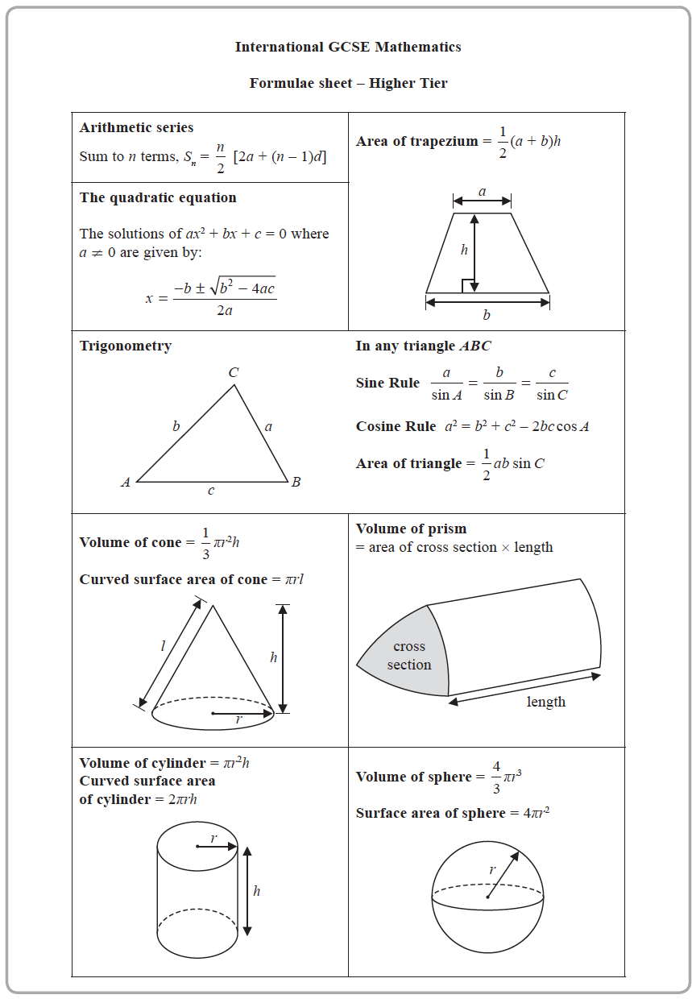 International GCSE Mathematics
Formulae sheet – Higher Tier
Arithmetic series
Sum to n terms, Sₙ = n/2 [2a + (n – 1)d]
The quadratic equation
The solutions of ax² + bx + c = 0 where
a ≠ 0 are given by:
x = (−b ± √(b² − 4ac))/2a
Area of trapezium = 1/2 (a + b)h
a
h
b
Trigonometry
C
b
a
A
B
c
In any triangle ABC
Sine Rule a/sin A = b/sin B = c/sin C
Cosine Rule a² = b² + c² – 2bc cos A
Area of triangle = 1/2 ab sin C
Volume of cone = 1/3 πr²h
Curved surface area of cone = πrl
l
h
r
Volume of prism
= area of cross section × length
cross
section
length
Volume of cylinder = πr²h
Curved surface area
of cylinder = 2πrh
r
h
Volume of sphere = 4/3 πr³
Surface area of sphere = 4πr²
r